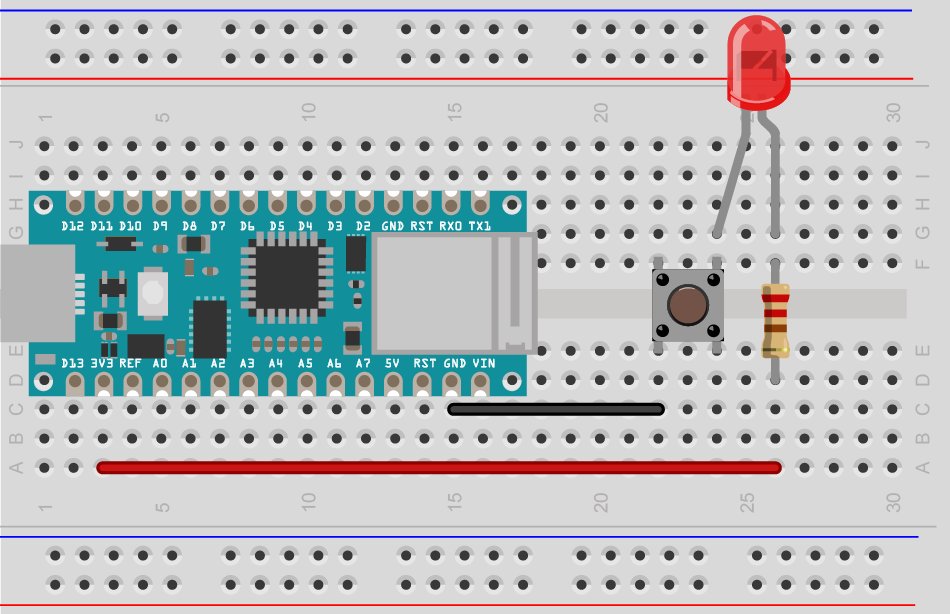 1 5 10 15 20 25 30
J J
I I
H H
G G
F F
E E
D D
C C
B B
A A
D12 D11 D10 D9 D8 D7 D6 D5 D4 D3 D2 GND RST RX0 TX1
D13 3V3 REF A0 A1 A2 A3 A4 A5 A6 A7 5V RST GND VIN
1 5 10 15 20 25 30